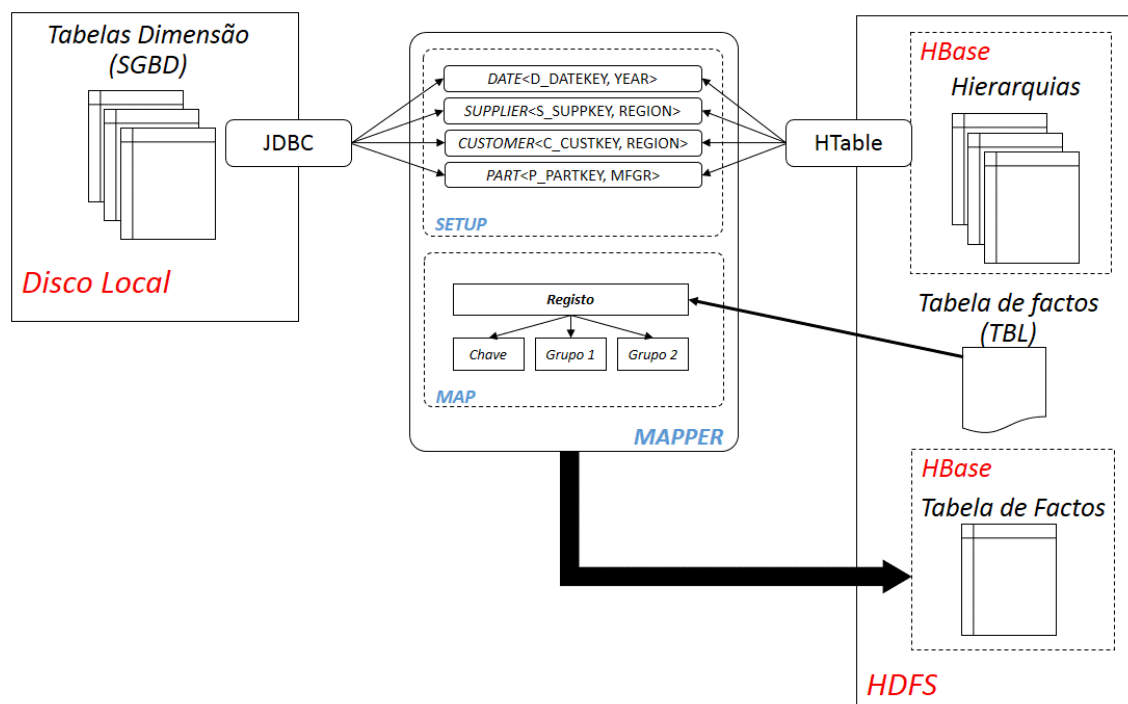 Tabelas Dimensão
(SGBD)
JDBC
Disco Local
DATE<D_DATEKEY, YEAR>
SUPPLIER<S_SUPPKEY, REGION>
CUSTOMER<C_CUSTKEY, REGION>
PART<P_PARTKEY, MFGR>
SETUP
Registo
Chave
Grupo 1
Grupo 2
MAP
MAPPER
HTable
HBase
Hierarquias
Tabela de factos
(TBL)
HBase
Tabela de Factos
HDFS